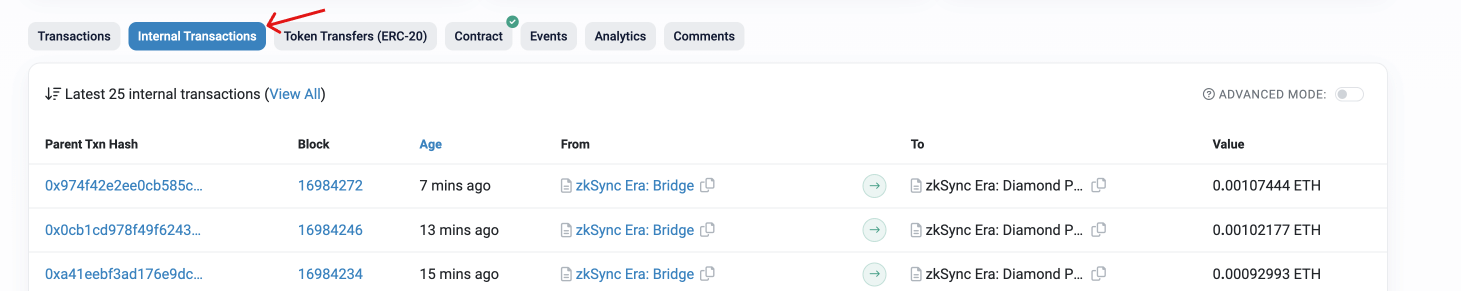 Transactions Internal Transactions Token Transfers (ERC-20) Contract Events Analytics Comments
Latest 25 internal transactions (View All) ADVANCED MODE:
Parent Txn Hash Block Age From To Value
0x974f42e2ee0cb585c... 16984272 7 mins ago zkSync Era: Bridge zkSync Era: Diamond P... 0.00107444 ETH
0x0cb1cd978f49f6243... 16984246 13 mins ago zkSync Era: Bridge zkSync Era: Diamond P... 0.00102177 ETH
0xa41eebf3ad176e9dc... 16984234 15 mins ago zkSync Era: Bridge zkSync Era: Diamond P... 0.00092993 ETH